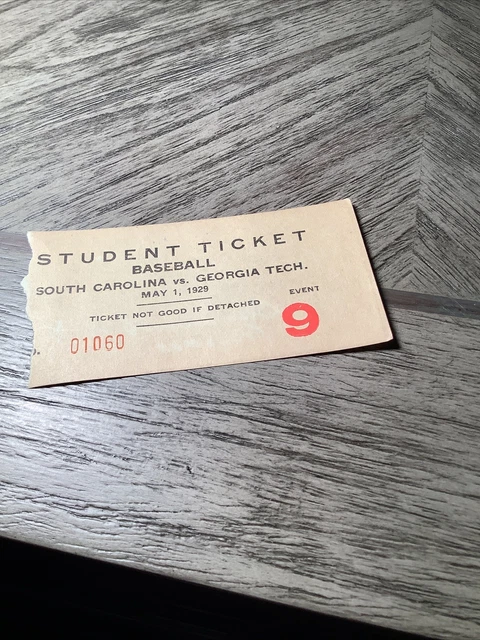 STUDENT TICKET
BASEBALL
SOUTH CAROLINA vs. GEORGIA TECH.
MAY 1, 1929
TICKET NOT GOOD IF DETACHED
EVENT
9
01060